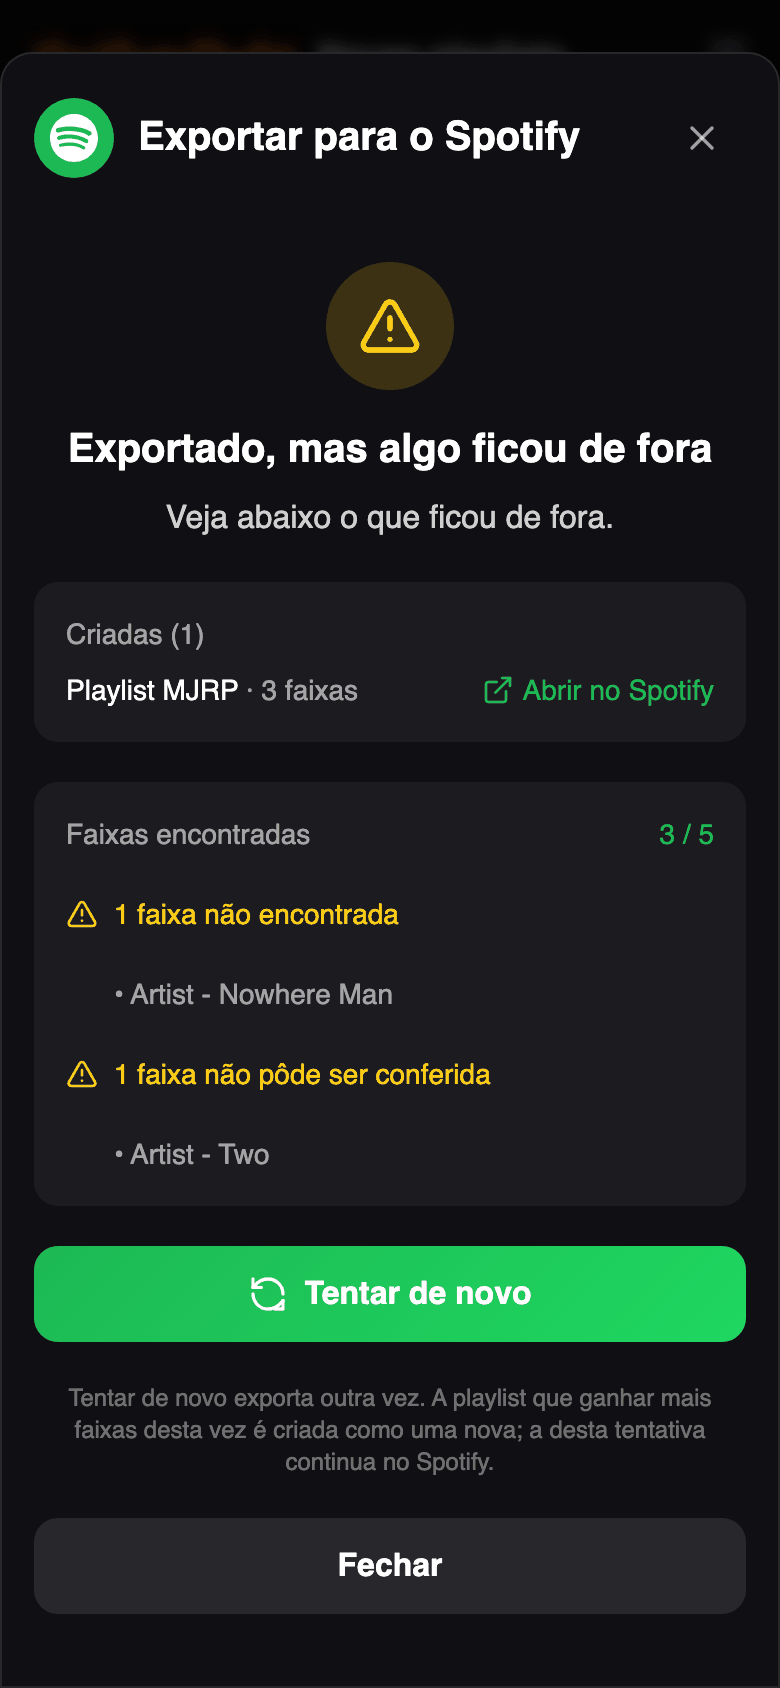 Exportar para o Spotify
Exportado, mas algo ficou de fora
Veja abaixo o que ficou de fora.
Criadas (1)
Playlist MJRP · 3 faixas
Abrir no Spotify
Faixas encontradas
3 / 5
1 faixa não encontrada
• Artist - Nowhere Man
1 faixa não pôde ser conferida
• Artist - Two
Tentar de novo
Tentar de novo exporta outra vez. A playlist que ganhar mais
faixas desta vez é criada como uma nova; a desta tentativa
continua no Spotify.
Fechar